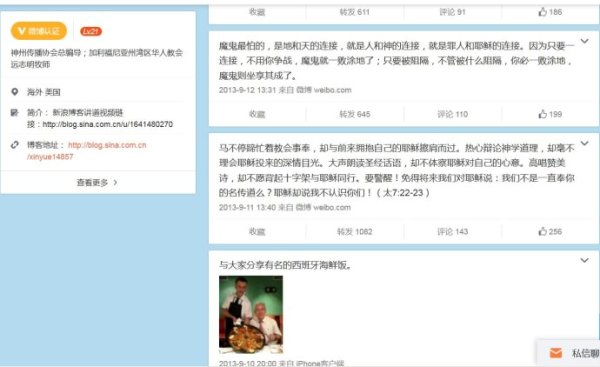 微博认证 Lv21
神州传播协会总编导；加利福尼亚州湾区华人教会
远志明牧师
海外 美国
简介： 新浪博客讲道视频链
接：http://blog.sina.com.cn/u/1641480270
博客地址： http://blog.sina.com.cn
/xinyue14857
查看更多 >
收藏 转发 611 评论 91 186
魔鬼最怕的，是地和天的连接，就是人和神的连接，就是罪人和耶稣的连接。因为只要一
连接，不用你争战，魔鬼就一败涂地了；只要被阻隔，不管被什么阻隔，你必一败涂地，
魔鬼则坐享其成了。
2013-9-12 13:31 来自 微博 weibo.com
收藏 转发 645 评论 110 199
马不停蹄忙着教会事奉，却与前来拥抱自己的耶稣擦肩而过。热心辩论神学道理，却毫不
理会耶稣投来的深情目光。大声朗读圣经话语，却不体察耶稣对自己的心意。高唱赞美
诗，却不愿背起十字架与耶稣同行。要警醒！免得将来我们对耶稣说：我们不是一直奉你
的名传道么？耶稣却说我不认识你们！（太7:22-23）
2013-9-11 13:40 来自 微博 weibo.com
收藏 转发 1082 评论 143 256
与大家分享有名的西班牙海鲜饭。
2013-9-10 20:00 来自 iPhone客户端
私信聊